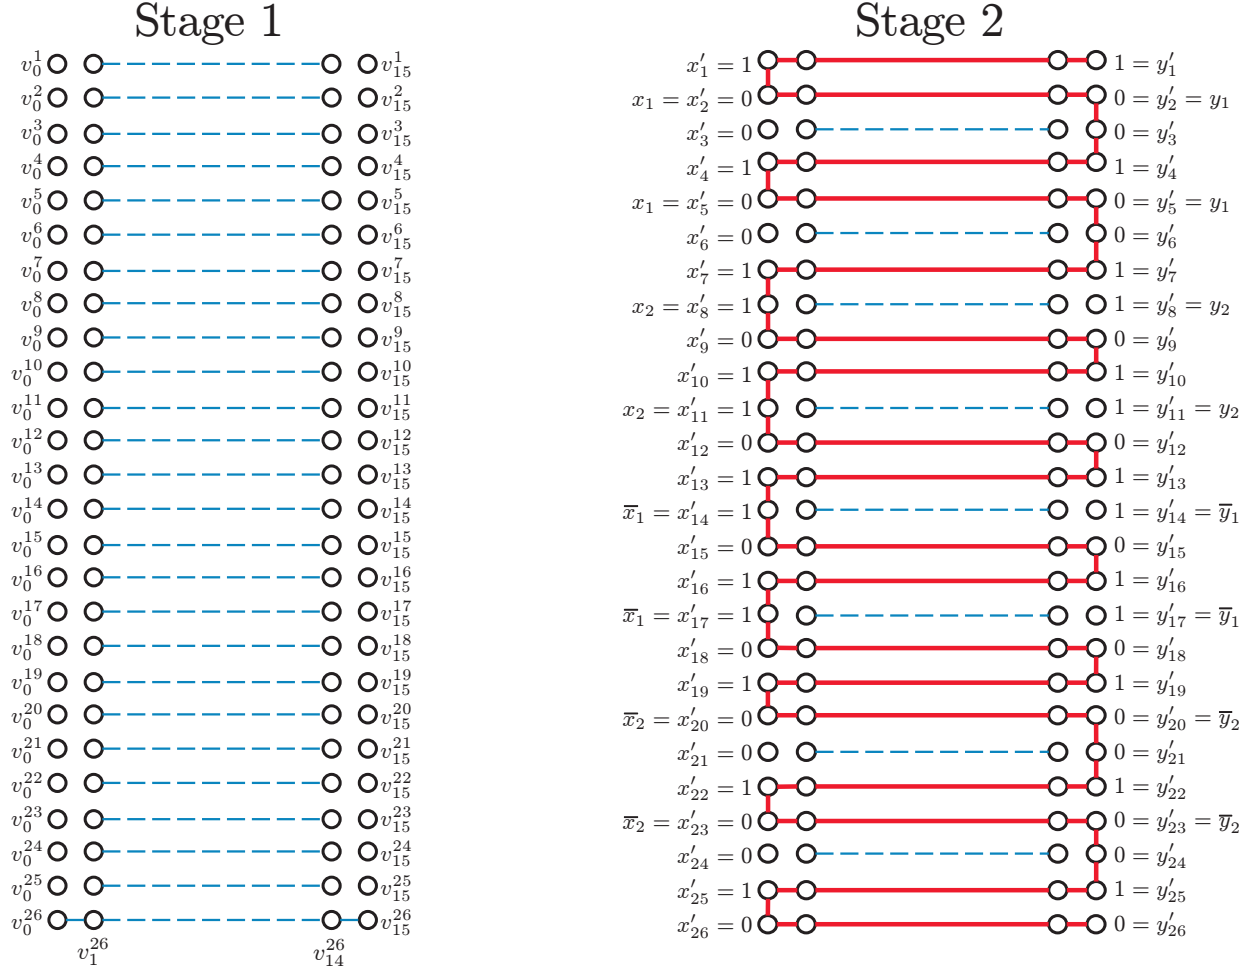 Stage 1 Stage 2
v_0^1 v_15^1 x′_1 = 1 1 = y′_1
v_0^2 v_15^2 x_1 = x′_2 = 0 0 = y′_2 = y_1
v_0^3 v_15^3 x′_3 = 0 0 = y′_3
v_0^4 v_15^4 x′_4 = 1 1 = y′_4
v_0^5 v_15^5 x_1 = x′_5 = 0 0 = y′_5 = y_1
v_0^6 v_15^6 x′_6 = 0 0 = y′_6
v_0^7 v_15^7 x′_7 = 1 1 = y′_7
v_0^8 v_15^8 x_2 = x′_8 = 1 1 = y′_8 = y_2
v_0^9 v_15^9 x′_9 = 0 0 = y′_9
v_0^10 v_15^10 x′_10 = 1 1 = y′_10
v_0^11 v_15^11 x_2 = x′_11 = 1 1 = y′_11 = y_2
v_0^12 v_15^12 x′_12 = 0 0 = y′_12
v_0^13 v_15^13 x′_13 = 1 1 = y′_13
v_0^14 v_15^14 x̅_1 = x′_14 = 1 1 = y′_14 = y̅_1
v_0^15 v_15^15 x′_15 = 0 0 = y′_15
v_0^16 v_15^16 x′_16 = 1 1 = y′_16
v_0^17 v_15^17 x̅_1 = x′_17 = 1 1 = y′_17 = y̅_1
v_0^18 v_15^18 x′_18 = 0 0 = y′_18
v_0^19 v_15^19 x′_19 = 1 1 = y′_19
v_0^20 v_15^20 x̅_2 = x′_20 = 0 0 = y′_20 = y̅_2
v_0^21 v_15^21 x′_21 = 0 0 = y′_21
v_0^22 v_15^22 x′_22 = 1 1 = y′_22
v_0^23 v_15^23 x̅_2 = x′_23 = 0 0 = y′_23 = y̅_2
v_0^24 v_15^24 x′_24 = 0 0 = y′_24
v_0^25 v_15^25 x′_25 = 1 1 = y′_25
v_0^26 v_15^26 x′_26 = 0 0 = y′_26
v_1^26 v_14^26